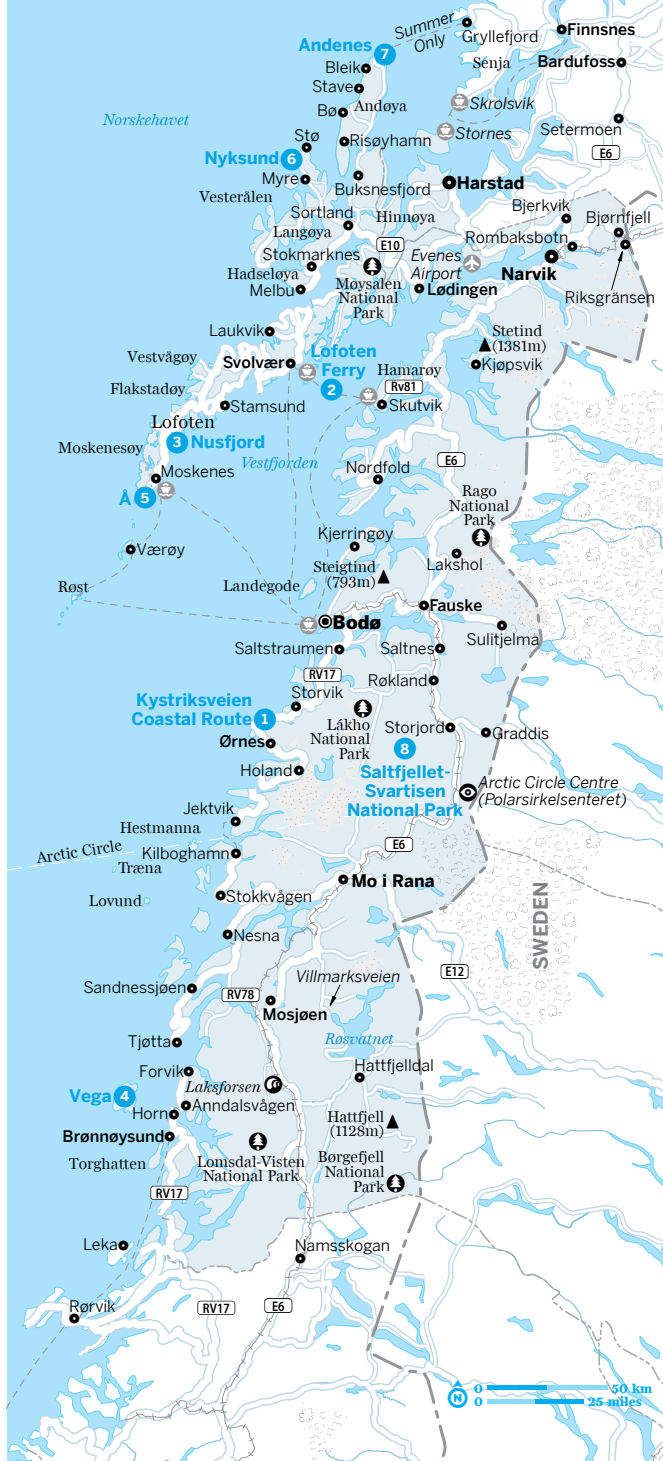 Summer
Only
Gryllefjord
Finnsnes
Andenes
7
Bleik
Sénja
Bardufoss
Stave
Bø
Andøya
Skrolsvik
Norskehavet
Stornes
Setermoen
Stø
Risøyhamn
E6
Nyksund
6
Myre
Buksnesfjord
Harstad
Vesterålen
Sortland
Hinnøya
Bjerkvik
Bjørnfjell
Langøya
E10
Rombaksbotn
Stokmarknes
Evenes
Airport
Narvik
Hadseløya
Møysalen
National
Park
Melbu
Lødingen
Riksgränsen
Laukvik
Stetind
(1381m)
Vestvågøy
Svolvær
Lofoten
Ferry
2
Hamarøy
Kjøpsvik
Flakstadøy
Rv81
Stamsund
Skutvik
Lofoten
3
Nusfjord
Moskenesøy
Vestfjorden
E6
Moskenes
Nordfold
Å
5
Rago
National
Park
Værøy
Kjerringøy
Lakshol
Steigtind
(793m)
Røst
Landegode
Fauske
Bodø
Sulitjelma
Saltstraumen
Saltnes
RV17
Røkland
Kystriksveien
Coastal Route
1
Storvik
Lákho
National
Park
Storjord
Graddis
Ørnes
8
Saltfjellet-
Svartisen
National Park
Holand
Arctic Circle Centre
(Polarsirkelsenteret)
Jektvik
Hestmanna
Arctic Circle
Kilboghamn
E6
Træna
Mo i Rana
Lovund
Stokkvågen
SWEDEN
Nesna
Villmarksveien
E12
Sandnessjøen
RV78
Mosjøen
Tjøtta
Røsvatnet
Forvik
Hattfjelldal
Laksforsen
Vega
4
Anndalsvågen
Horn
Hattfjell
(1128m)
Brønnøysund
Lomsdal-Visten
National Park
Børgefjell
National
Park
Torghatten
RV17
Leka
Namsskogan
Rørvik
RV17
E6
N
0
50 km
0
25 miles